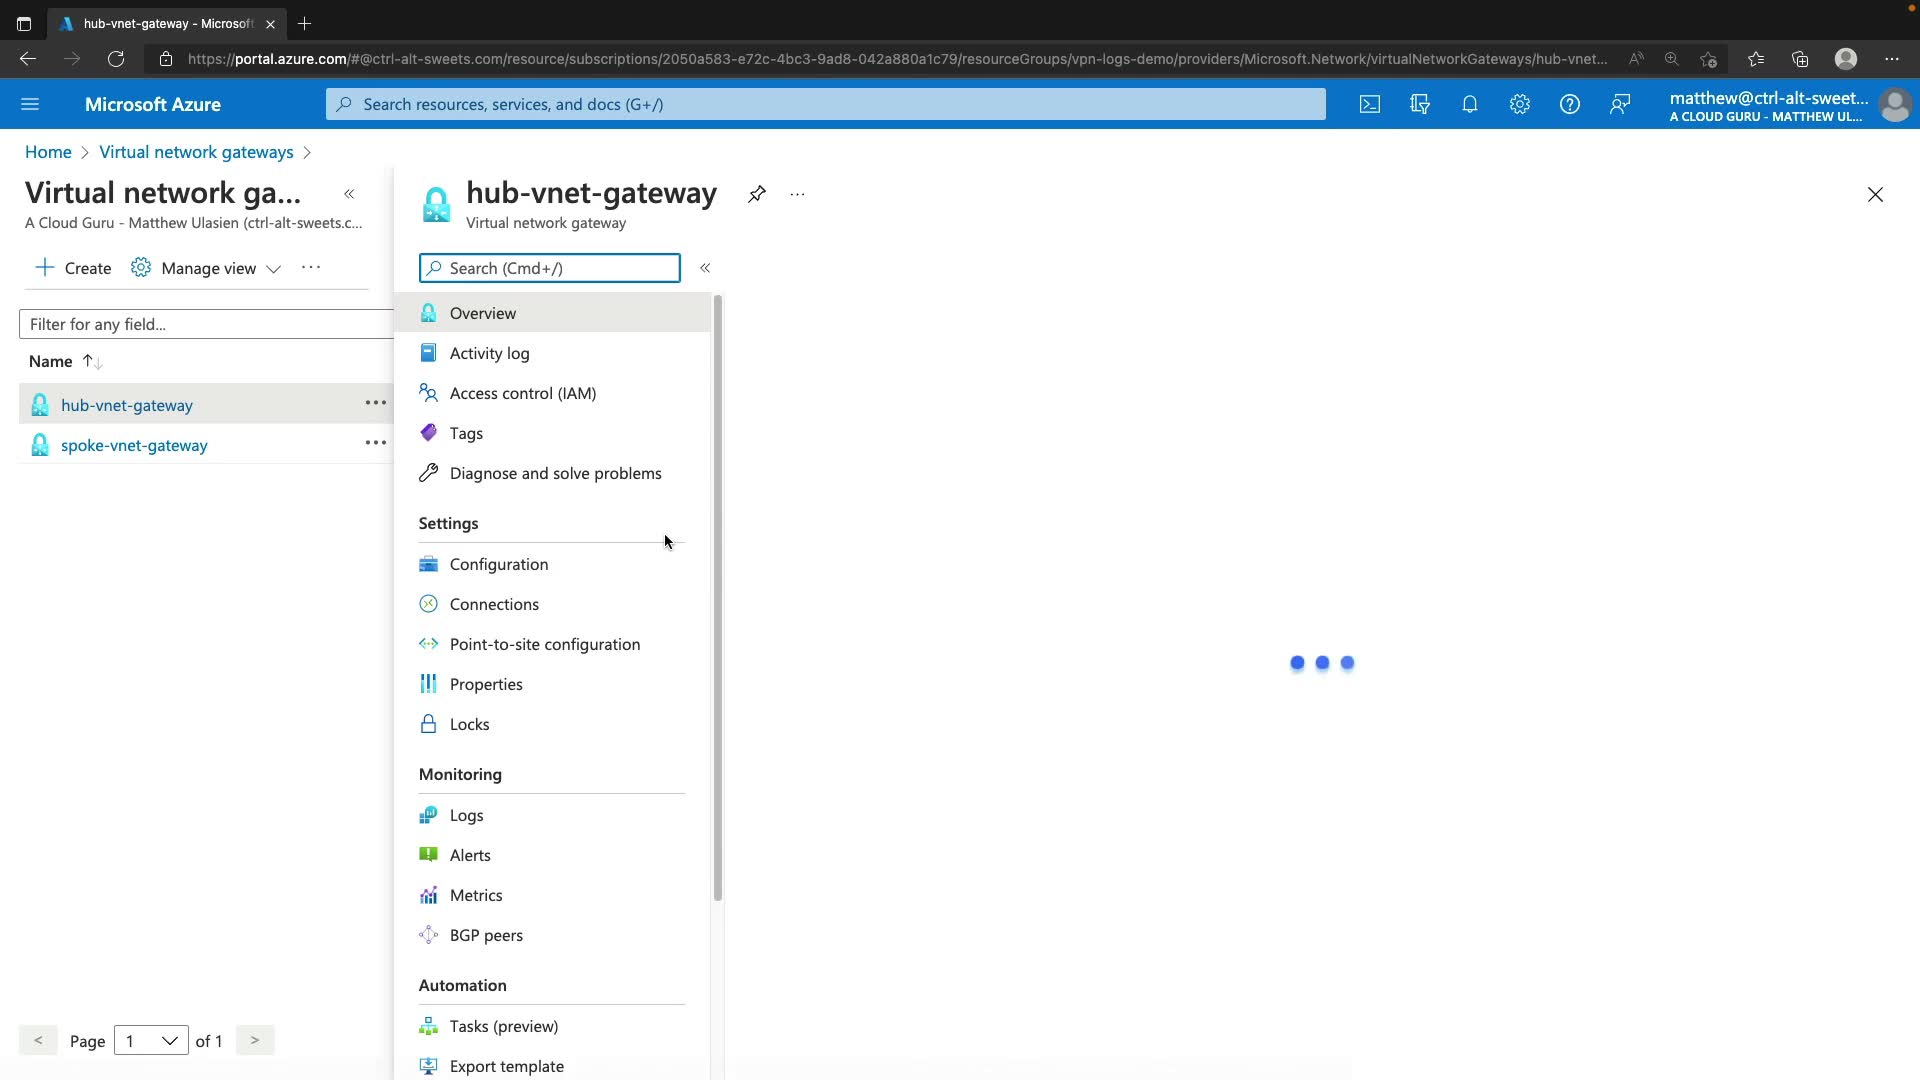 hub-vnet-gateway - Microsoft
https://portal.azure.com/#@ctrl-alt-sweets.com/resource/subscriptions/2050a583-e72c-4bc3-9ad8-042a880a1c79/resourceGroups/vpn-logs-demo/providers/Microsoft.Network/virtualNetworkGateways/hub-vnet...
Microsoft Azure
Search resources, services, and docs (G+/)
matthew@ctrl-alt-sweet...
A CLOUD GURU - MATTHEW UL...
Home > Virtual network gateways >
Virtual network ga...
A Cloud Guru - Matthew Ulasien (ctrl-alt-sweets.c...
Create
Manage view
Filter for any field...
Name
hub-vnet-gateway
spoke-vnet-gateway
< Page 1 of 1 >
hub-vnet-gateway
Virtual network gateway
Search (Cmd+/)
Overview
Activity log
Access control (IAM)
Tags
Diagnose and solve problems
Settings
Configuration
Connections
Point-to-site configuration
Properties
Locks
Monitoring
Logs
Alerts
Metrics
BGP peers
Automation
Tasks (preview)
Export template